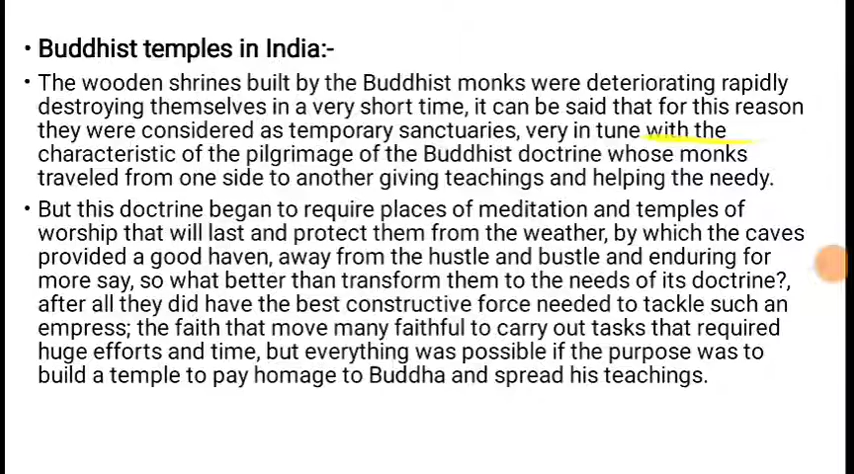 • Buddhist temples in India:-
• The wooden shrines built by the Buddhist monks were deteriorating rapidly
destroying themselves in a very short time, it can be said that for this reason
they were considered as temporary sanctuaries, very in tune with the
characteristic of the pilgrimage of the Buddhist doctrine whose monks
traveled from one side to another giving teachings and helping the needy.
• But this doctrine began to require places of meditation and temples of
worship that will last and protect them from the weather, by which the caves
provided a good haven, away from the hustle and bustle and enduring for
more say, so what better than transform them to the needs of its doctrine?,
after all they did have the best constructive force needed to tackle such an
empress; the faith that move many faithful to carry out tasks that required
huge efforts and time, but everything was possible if the purpose was to
build a temple to pay homage to Buddha and spread his teachings.